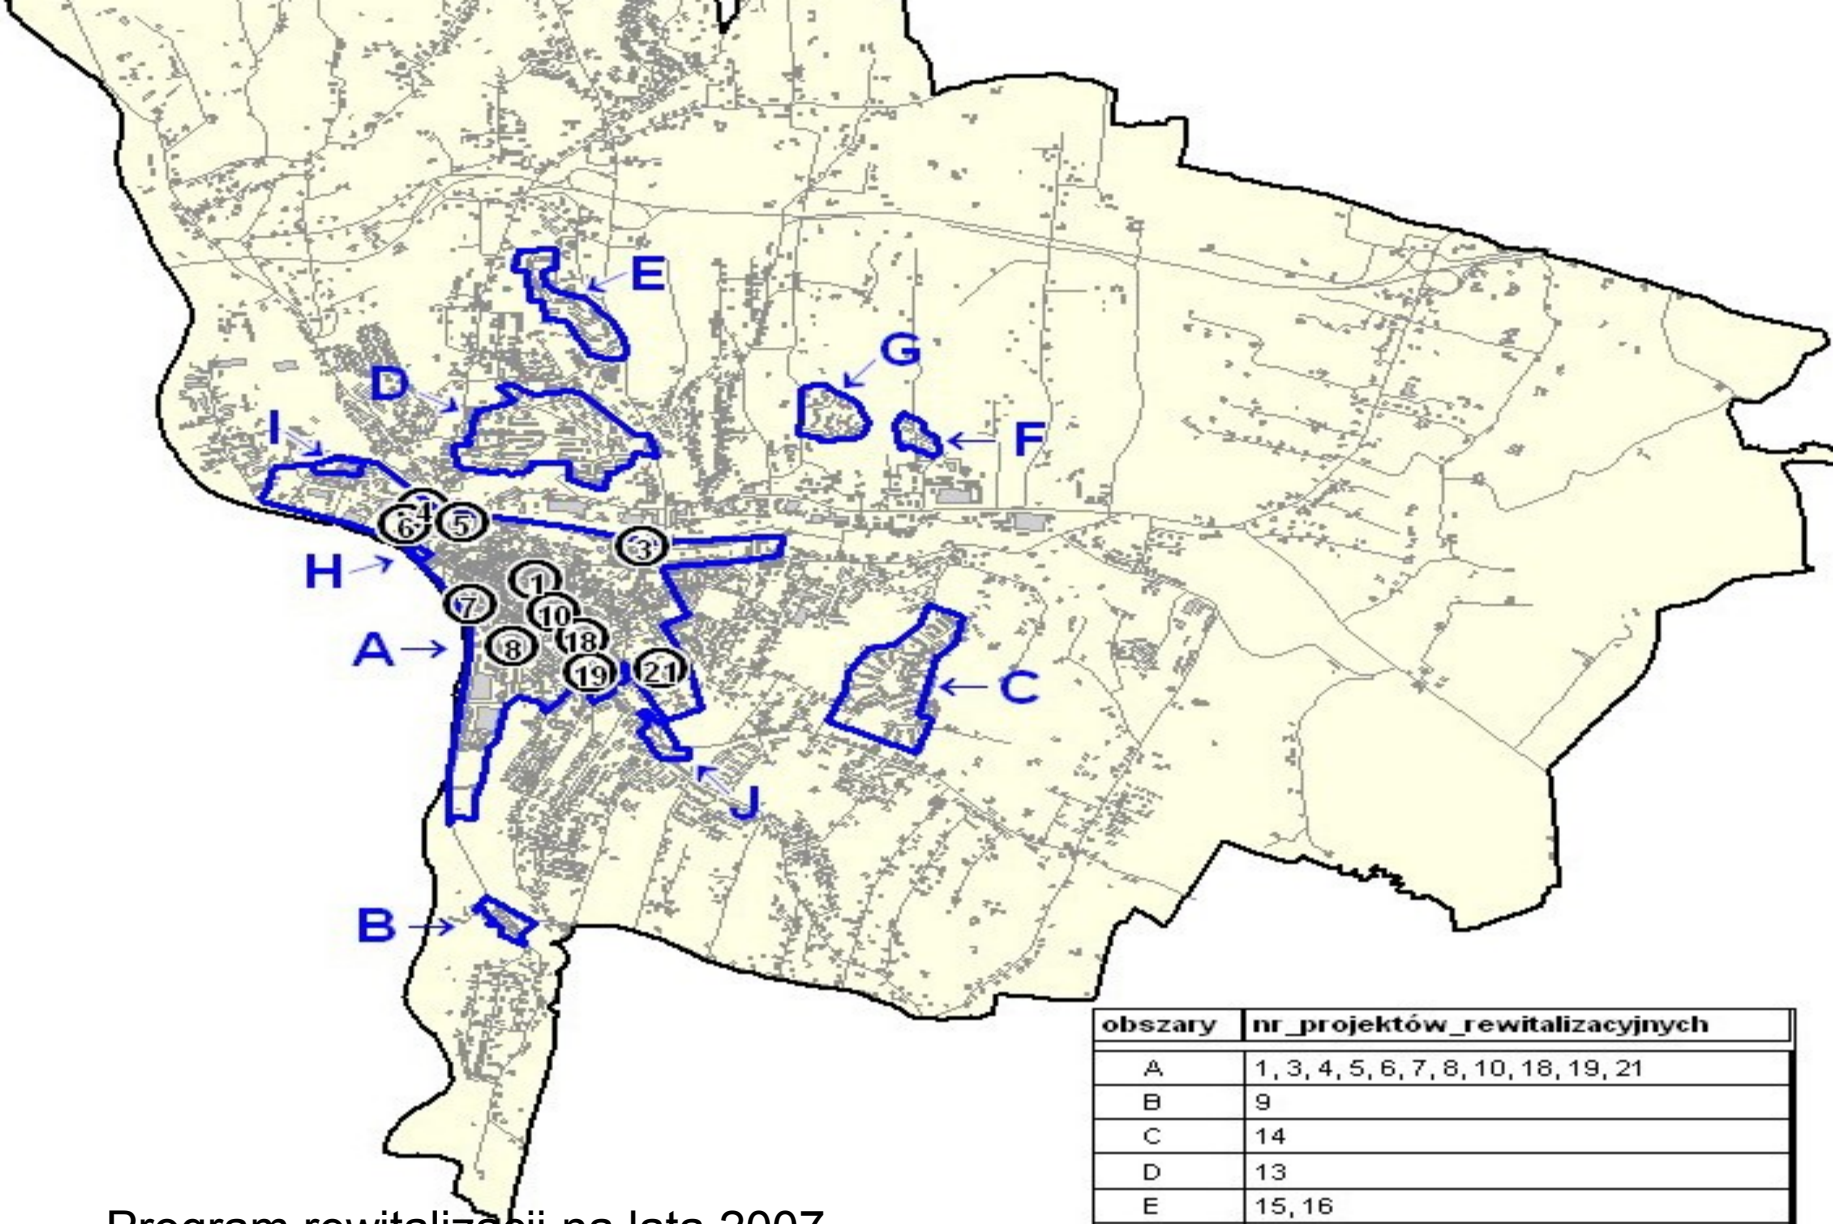 E
G
D
F
I
4
6
5
3
H
1
7
10
A
18
8
19
21
C
J
B
obszary nr_projektów_rewitalizacyjnych
A 1, 3, 4, 5, 6, 7, 8, 10, 18, 19, 21
B 9
C 14
D 13
E 15, 16
Program rewitalizacji na lata 2007